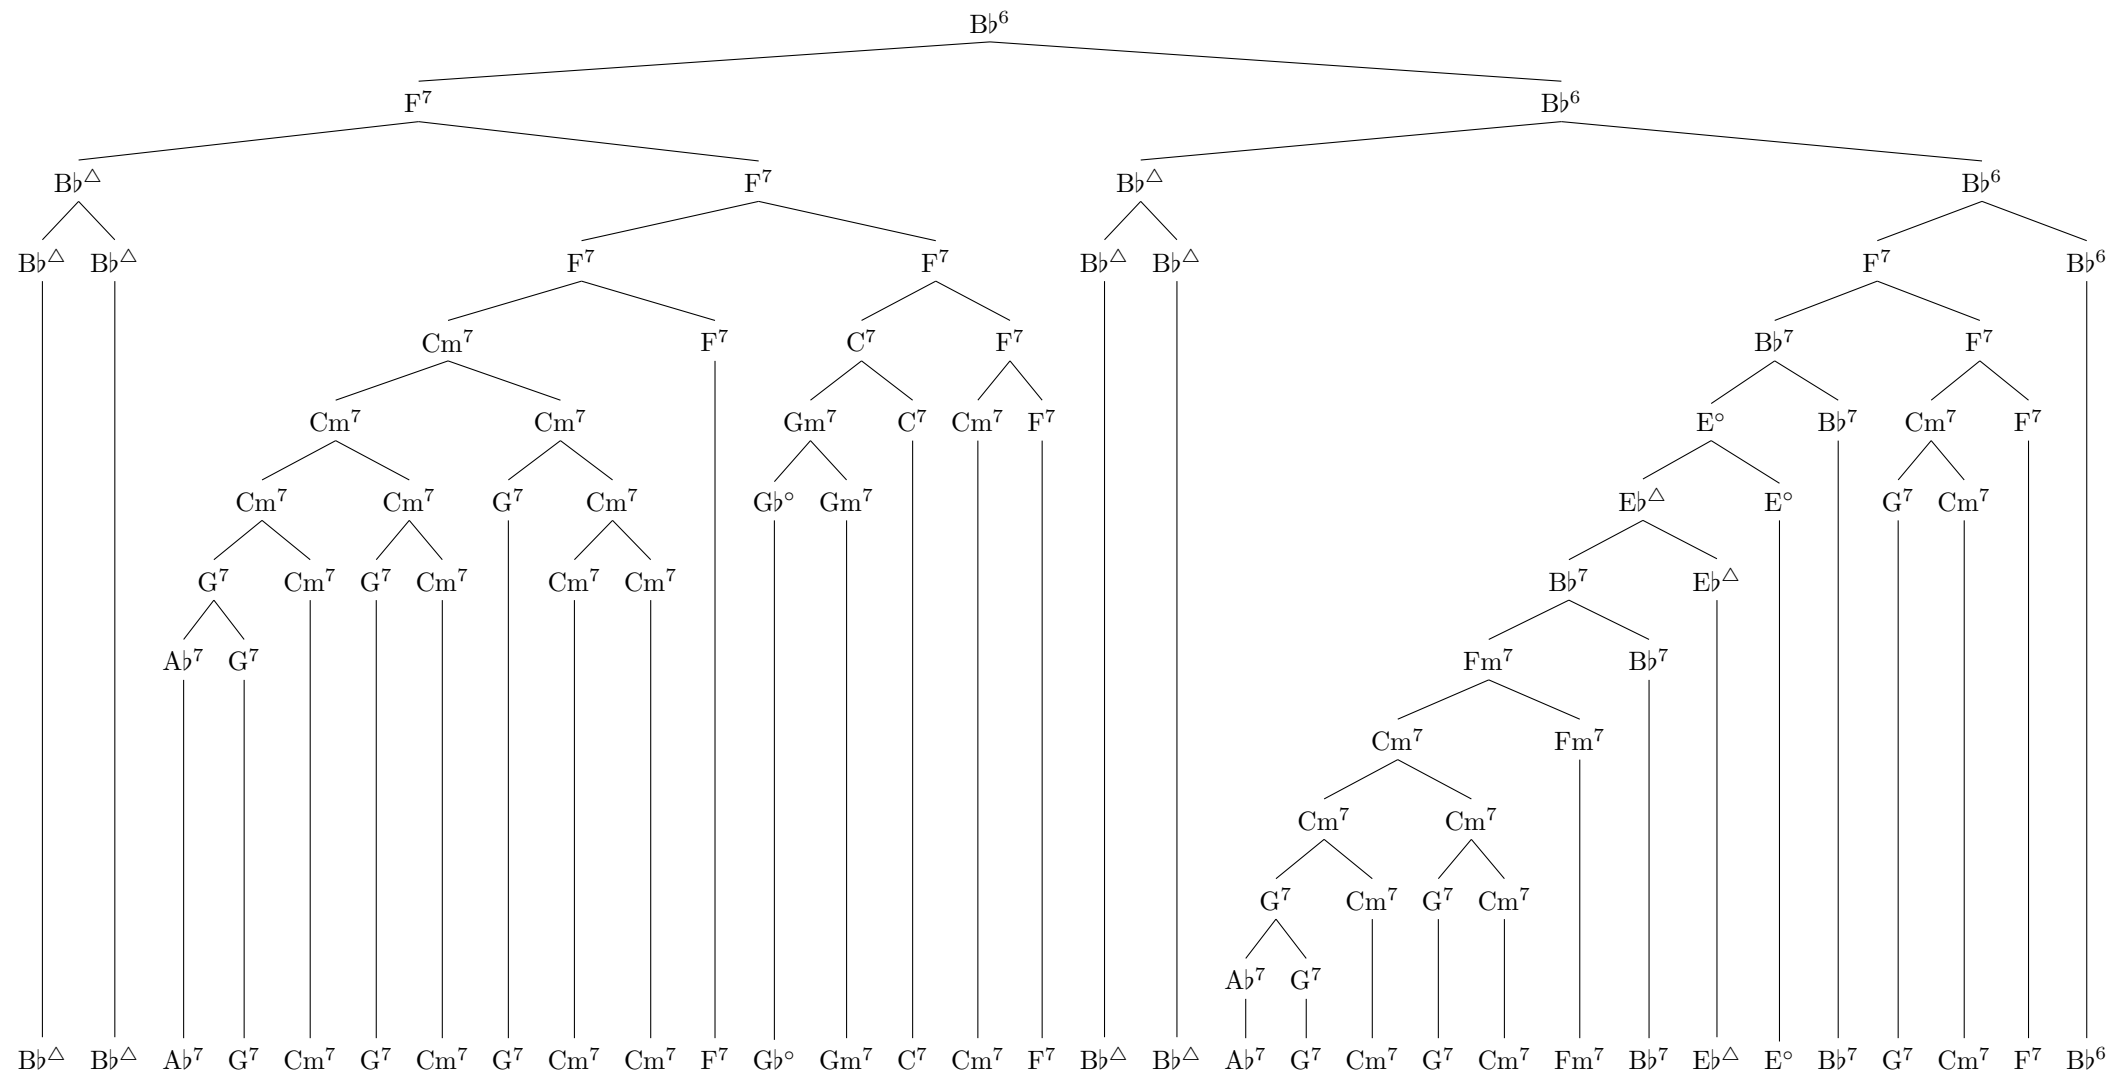 B♭⁶
F⁷ B♭⁶
B♭△ F⁷ B♭△ B♭⁶
B♭△ B♭△ F⁷ F⁷ B♭△ B♭△ F⁷ B♭⁶
Cm⁷ F⁷ C⁷ F⁷ B♭⁷ F⁷
Cm⁷ Cm⁷ Gm⁷ C⁷ Cm⁷ F⁷ E° B♭⁷ Cm⁷ F⁷
Cm⁷ Cm⁷ G⁷ Cm⁷ G♭° Gm⁷ E♭△ E° G⁷ Cm⁷
G⁷ Cm⁷ G⁷ Cm⁷ Cm⁷ Cm⁷ B♭⁷ E♭△
A♭⁷ G⁷ Fm⁷ B♭⁷
Cm⁷ Fm⁷
Cm⁷ Cm⁷
G⁷ Cm⁷ G⁷ Cm⁷
A♭⁷ G⁷
B♭△ B♭△ A♭⁷ G⁷ Cm⁷ G⁷ Cm⁷ G⁷ Cm⁷ Cm⁷ F⁷ G♭° Gm⁷ C⁷ Cm⁷ F⁷ B♭△ B♭△ A♭⁷ G⁷ Cm⁷ G⁷ Cm⁷ Fm⁷ B♭⁷ E♭△ E° B♭⁷ G⁷ Cm⁷ F⁷ B♭⁶